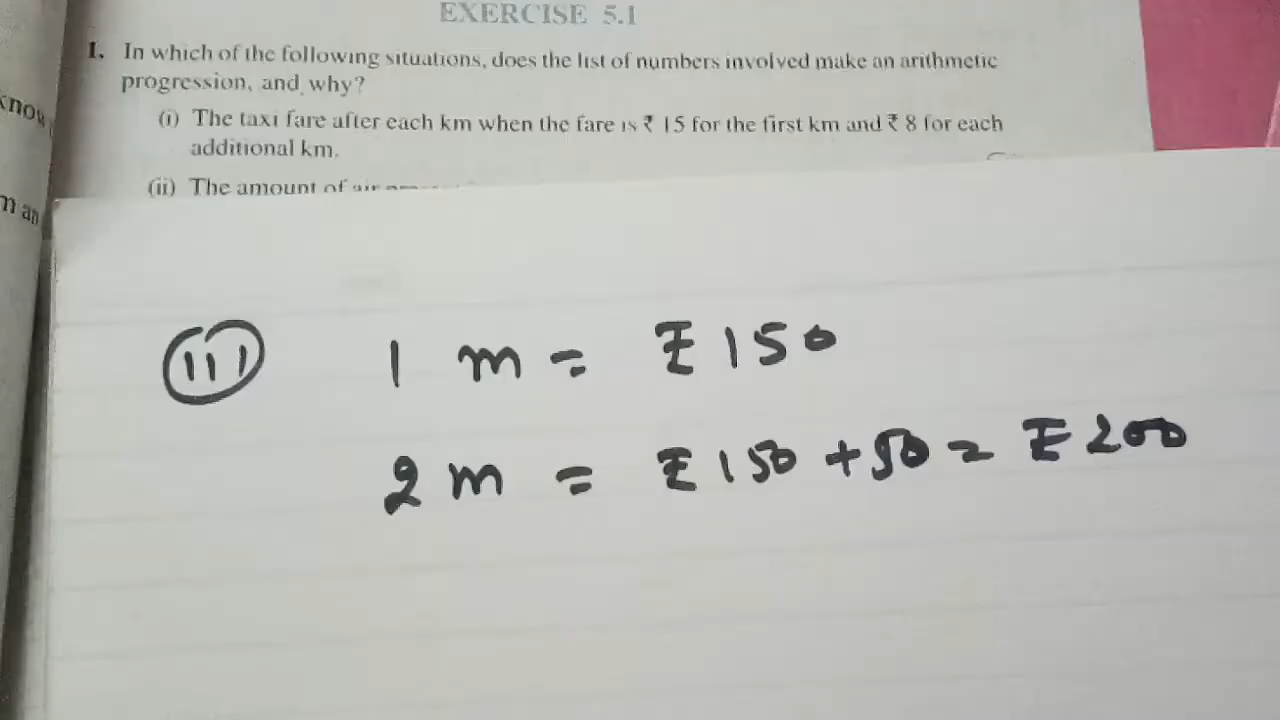 EXERCISE 5.1
1. In which of the following situations, does the list of numbers involved make an arithmetic
progression, and why?
(i) The taxi fare after each km when the fare is ₹ 15 for the first km and ₹ 8 for each
additional km.
(ii) The amount of air
(iii) 1 m = ₹ 150
2 m = ₹ 150 + 50 = ₹ 200